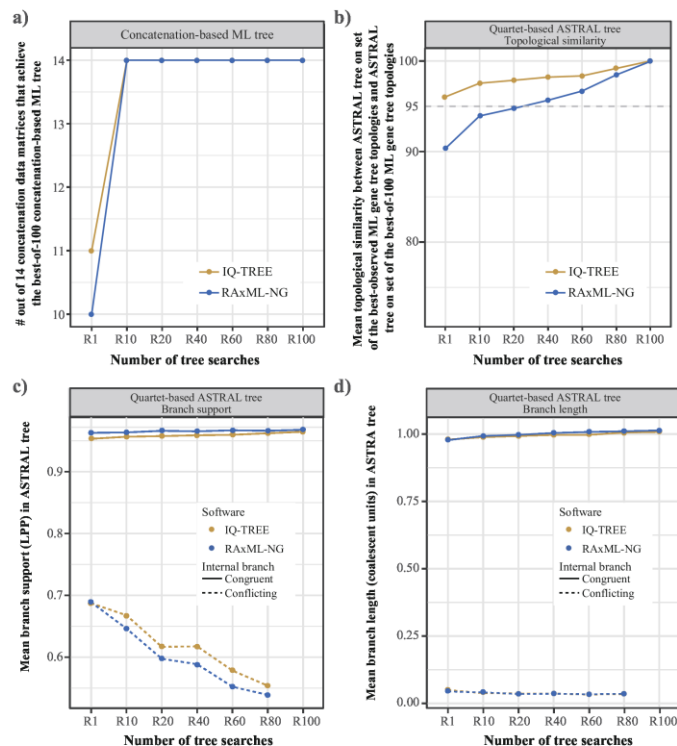 a)
Concatenation-based ML tree
# out of 14 concatenation data matrices that achieve
the best-of-100 concatenation-based ML tree
14
13
12
11
10
IQ-TREE
RAxML-NG
R1 R10 R20 R40 R60 R80 R100
Number of tree searches
b)
Quartet-based ASTRAL tree
Topological similarity
Mean topological similarity between ASTRAL tree on set
of the best-observed ML gene tree topologies and ASTRAL
tree on set of the best-of-100 ML gene tree topologies
100
95
90
80
IQ-TREE
RAxML-NG
R1 R10 R20 R40 R60 R80 R100
Number of tree searches
c)
Quartet-based ASTRAL tree
Branch support
Mean branch support (LPP) in ASTRAL tree
0.9
0.8
0.7
0.6
Software
IQ-TREE
RAxML-NG
Internal branch
Congruent
Conflicting
R1 R10 R20 R40 R60 R80 R100
Number of tree searches
d)
Quartet-based ASTRAL tree
Branch length
Mean branch length (coalescent units) in ASTRA tree
1.00
0.75
0.50
0.25
0.00
Software
IQ-TREE
RAxML-NG
Internal branch
Congruent
Conflicting
R1 R10 R20 R40 R60 R80 R100
Number of tree searches